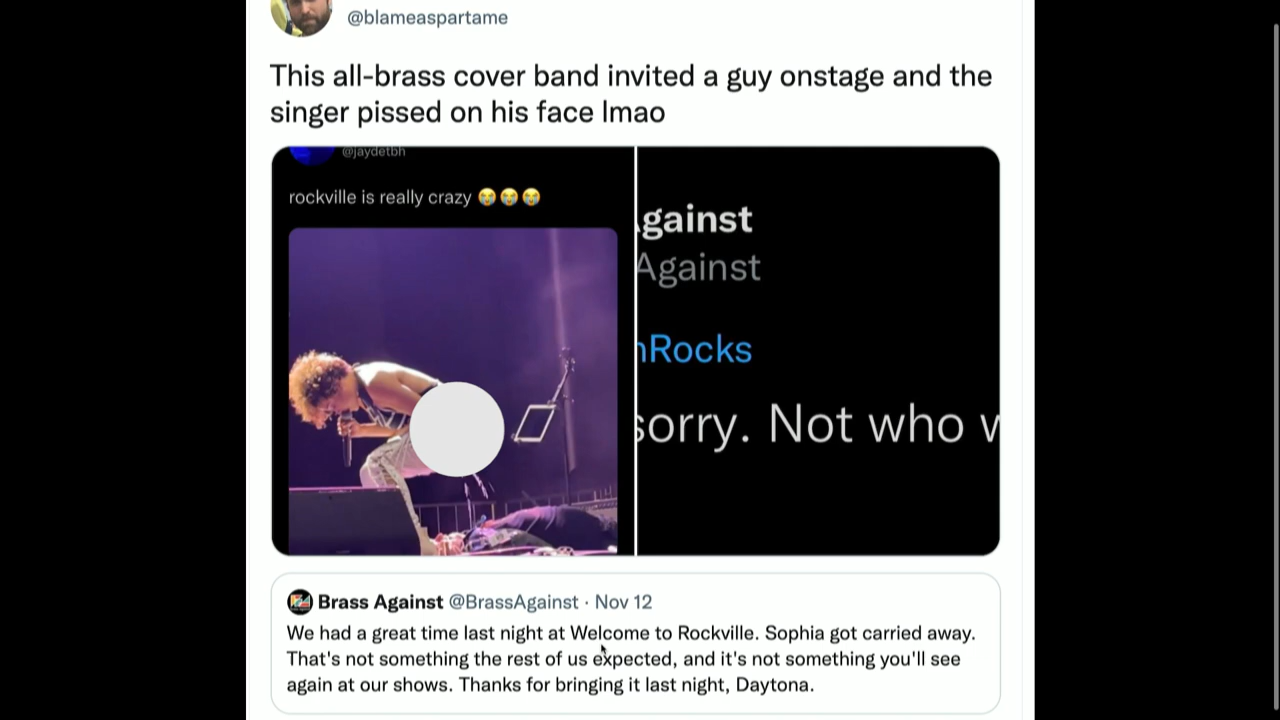 @blameaspartame
This all-brass cover band invited a guy onstage and the
singer pissed on his face lmao
@jaydetbh
rockville is really crazy 😭😭😭
Against
Against
Rocks
sorry. Not who
Brass Against @BrassAgainst · Nov 12
We had a great time last night at Welcome to Rockville. Sophia got carried away.
That's not something the rest of us expected, and it's not something you'll see
again at our shows. Thanks for bringing it last night, Daytona.